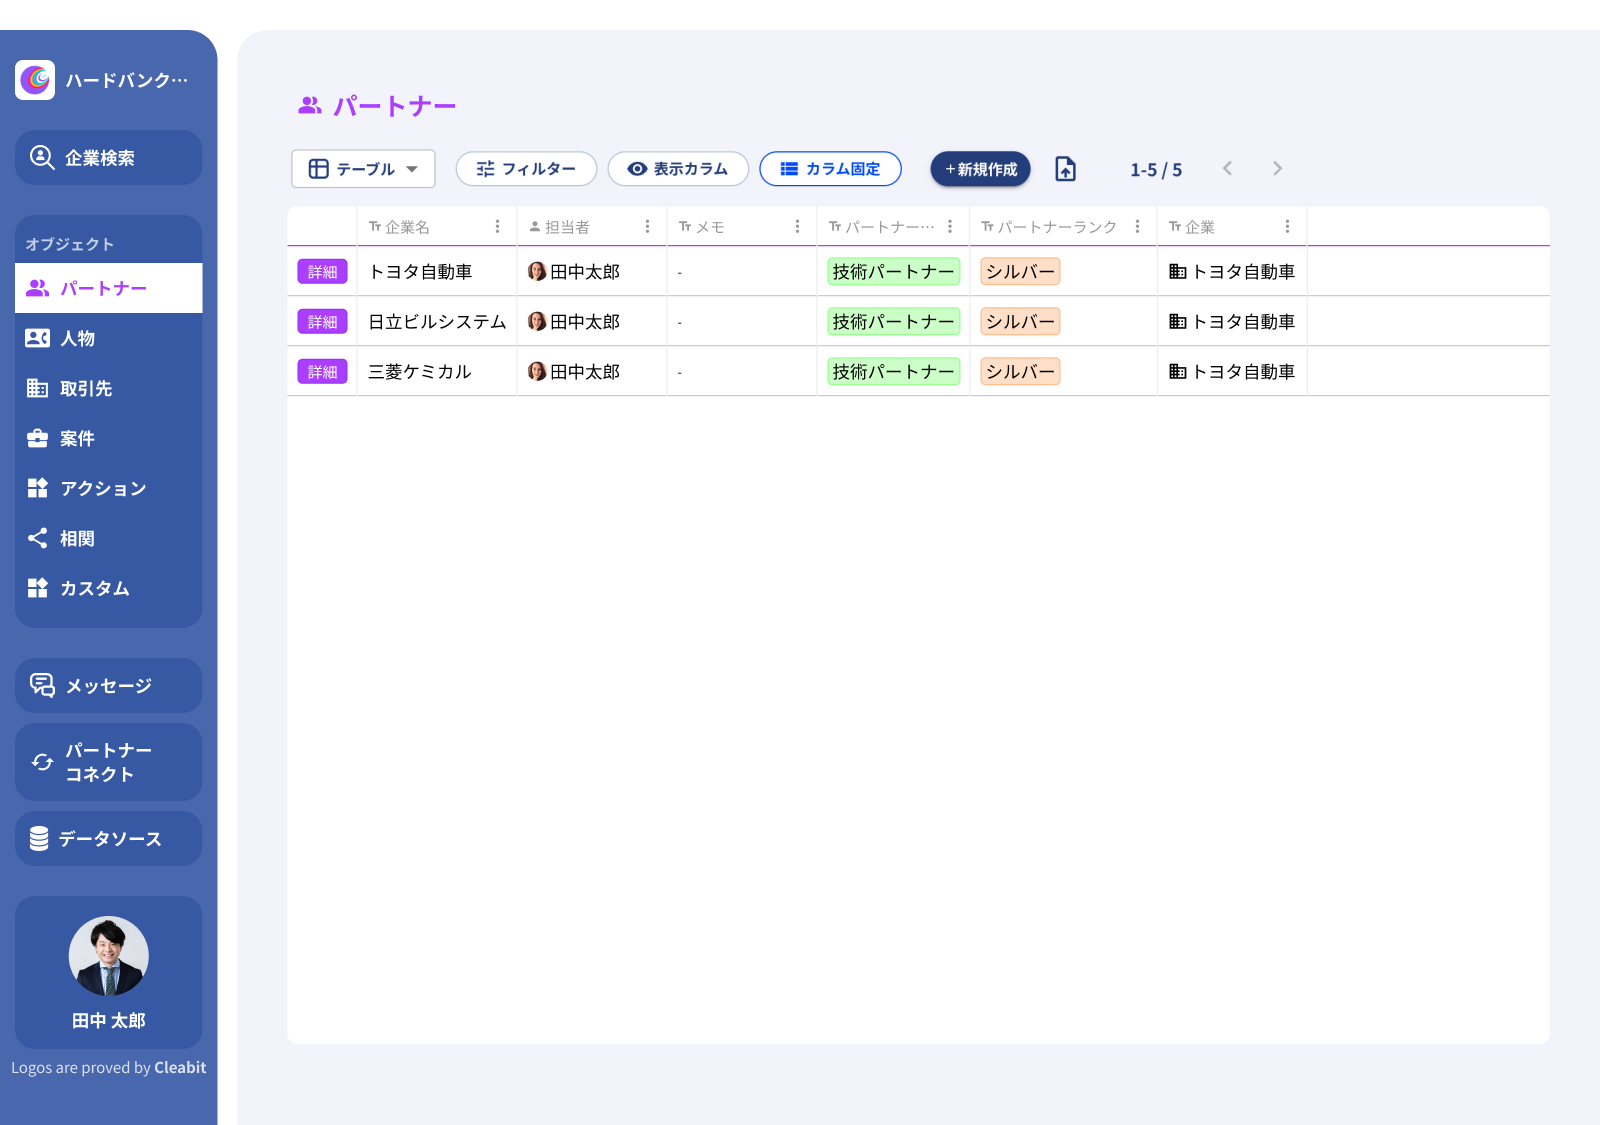 ハードバンク…
企業検索
オブジェクト
パートナー
人物
取引先
案件
アクション
相関
カスタム
メッセージ
パートナー
コネクト
データソース
田中 太郎
Logos are proved by Cleabit
パートナー
テーブル フィルター 表示カラム カラム固定 +新規作成 1-5 / 5
企業名 担当者 メモ パートナー… パートナーランク 企業
詳細 トヨタ自動車 田中太郎 - 技術パートナー シルバー トヨタ自動車
詳細 日立ビルシステム 田中太郎 - 技術パートナー シルバー トヨタ自動車
詳細 三菱ケミカル 田中太郎 - 技術パートナー シルバー トヨタ自動車